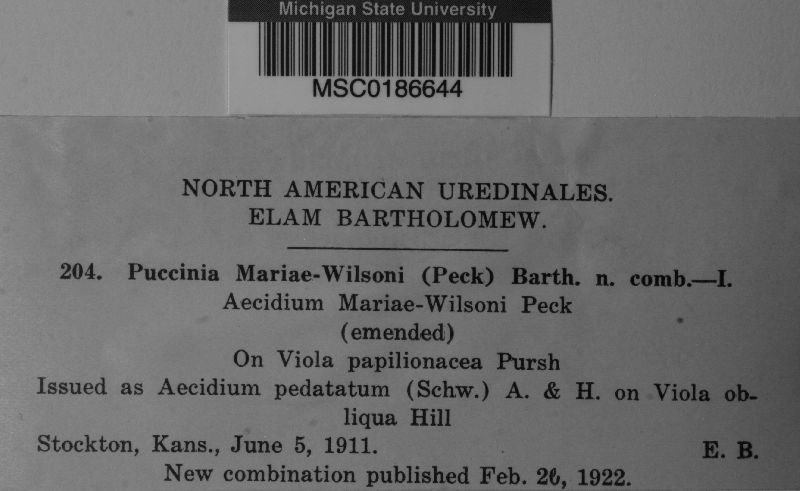 Michigan State University
MSC0186644
NORTH AMERICAN UREDINALES.
ELAM BARTHOLOMEW.
204. Puccinia Mariae-Wilsoni (Peck) Barth. n. comb.—I.
Aecidium Mariae-Wilsoni Peck
(emended)
On Viola papilionacea Pursh
Issued as Aecidium pedatatum (Schw.) A. & H. on Viola ob-
liqua Hill
Stockton, Kans., June 5, 1911. E. B.
New combination published Feb. 26, 1922.